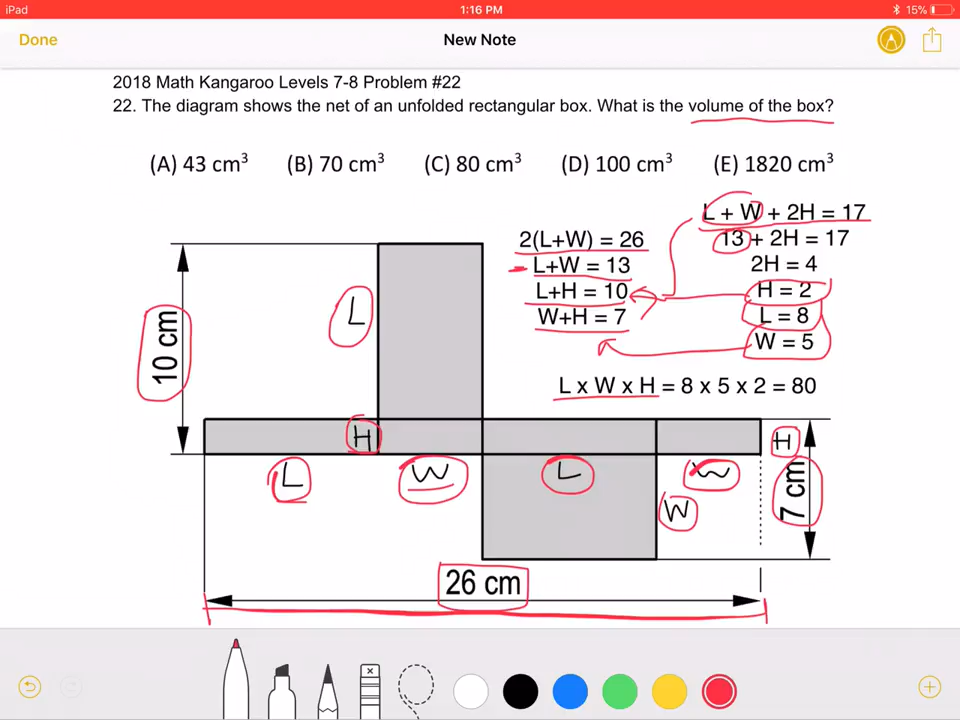 iPad 1:16 PM 15%
Done New Note
2018 Math Kangaroo Levels 7-8 Problem #22
22. The diagram shows the net of an unfolded rectangular box. What is the volume of the box?
(A) 43 cm³ (B) 70 cm³ (C) 80 cm³ (D) 100 cm³ (E) 1820 cm³
L + W + 2H = 17
13 + 2H = 17
2H = 4
H = 2
L = 8
W = 5
2(L+W) = 26
L+W = 13
L+H = 10
W+H = 7
L x W x H = 8 x 5 x 2 = 80
L
10 cm
H
H
L W L W
W
7 cm
26 cm